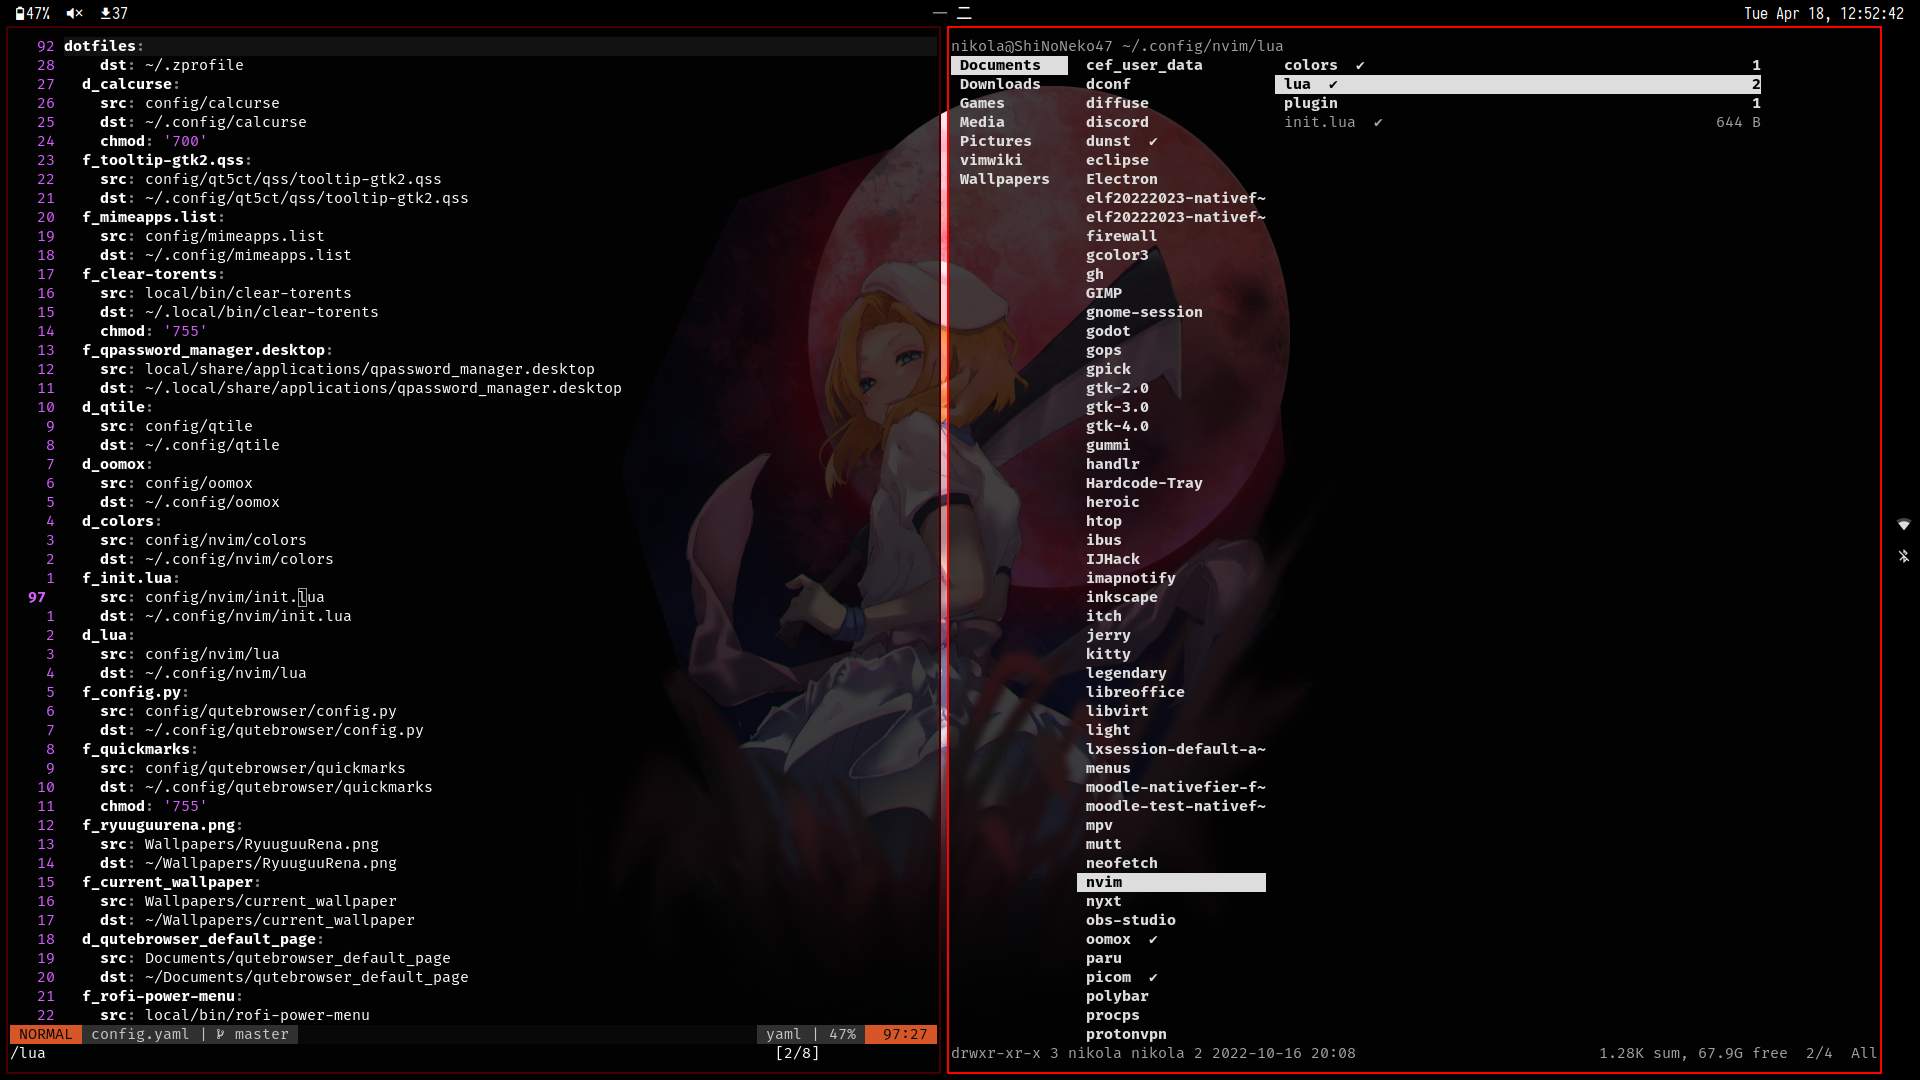 47% 37 一 二 Tue Apr 18, 12:52:42
92 dotfiles:
28 dst: ~/.zprofile
27 d_calcurse:
26 src: config/calcurse
25 dst: ~/.config/calcurse
24 chmod: '700'
23 f_tooltip-gtk2.qss:
22 src: config/qt5ct/qss/tooltip-gtk2.qss
21 dst: ~/.config/qt5ct/qss/tooltip-gtk2.qss
20 f_mimeapps.list:
19 src: config/mimeapps.list
18 dst: ~/.config/mimeapps.list
17 f_clear-torents:
16 src: local/bin/clear-torents
15 dst: ~/.local/bin/clear-torents
14 chmod: '755'
13 f_qpassword_manager.desktop:
12 src: local/share/applications/qpassword_manager.desktop
11 dst: ~/.local/share/applications/qpassword_manager.desktop
10 d_qtile:
9 src: config/qtile
8 dst: ~/.config/qtile
7 d_oomox:
6 src: config/oomox
5 dst: ~/.config/oomox
4 d_colors:
3 src: config/nvim/colors
2 dst: ~/.config/nvim/colors
1 f_init.lua:
97 src: config/nvim/init.lua
1 dst: ~/.config/nvim/init.lua
2 d_lua:
3 src: config/nvim/lua
4 dst: ~/.config/nvim/lua
5 f_config.py:
6 src: config/qutebrowser/config.py
7 dst: ~/.config/qutebrowser/config.py
8 f_quickmarks:
9 src: config/qutebrowser/quickmarks
10 dst: ~/.config/qutebrowser/quickmarks
11 chmod: '755'
12 f_ryuuguurena.png:
13 src: Wallpapers/RyuuguuRena.png
14 dst: ~/Wallpapers/RyuuguuRena.png
15 f_current_wallpaper:
16 src: Wallpapers/current_wallpaper
17 dst: ~/Wallpapers/current_wallpaper
18 d_qutebrowser_default_page:
19 src: Documents/qutebrowser_default_page
20 dst: ~/Documents/qutebrowser_default_page
21 f_rofi-power-menu:
22 src: local/bin/rofi-power-menu
NORMAL config.yaml | master yaml | 47% 97:27
/lua [2/8]
nikola@ShiNoNeko47 ~/.config/nvim/lua
Documents
Downloads
Games
Media
Pictures
vimwiki
Wallpapers
cef_user_data
dconf
diffuse
discord
dunst ✔
eclipse
Electron
elf20222023-nativef~
elf20222023-nativef~
firewall
gcolor3
gh
GIMP
gnome-session
godot
gops
gpick
gtk-2.0
gtk-3.0
gtk-4.0
gummi
handlr
Hardcode-Tray
heroic
htop
ibus
IJHack
imapnotify
inkscape
itch
jerry
kitty
legendary
libreoffice
libvirt
light
lxsession-default-a~
menus
moodle-nativefier-f~
moodle-test-nativef~
mpv
mutt
neofetch
nvim
nyxt
obs-studio
oomox ✔
paru
picom ✔
polybar
procps
protonvpn
colors ✔ 1
lua ✔ 2
plugin 1
init.lua ✔ 644 B
drwxr-xr-x 3 nikola nikola 2 2022-10-16 20:08 1.28K sum, 67.9G free 2/4 All